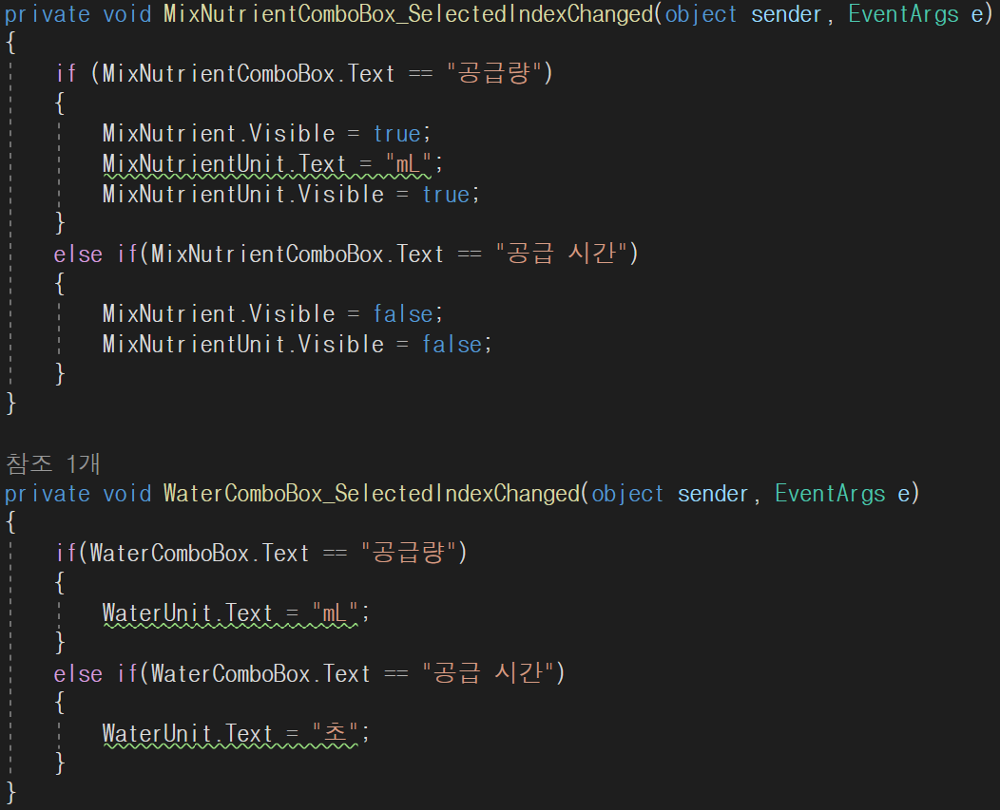 private void MixNutrientComboBox_SelectedIndexChanged(object sender, EventArgs e)
{
if (MixNutrientComboBox.Text == "공급량")
{
MixNutrient.Visible = true;
MixNutrientUnit.Text = "mL";
MixNutrientUnit.Visible = true;
}
else if(MixNutrientComboBox.Text == "공급 시간")
{
MixNutrient.Visible = false;
MixNutrientUnit.Visible = false;
}
}
참조 1개
private void WaterComboBox_SelectedIndexChanged(object sender, EventArgs e)
{
if(WaterComboBox.Text == "공급량")
{
WaterUnit.Text = "mL";
}
else if(WaterComboBox.Text == "공급 시간")
{
WaterUnit.Text = "초";
}
}